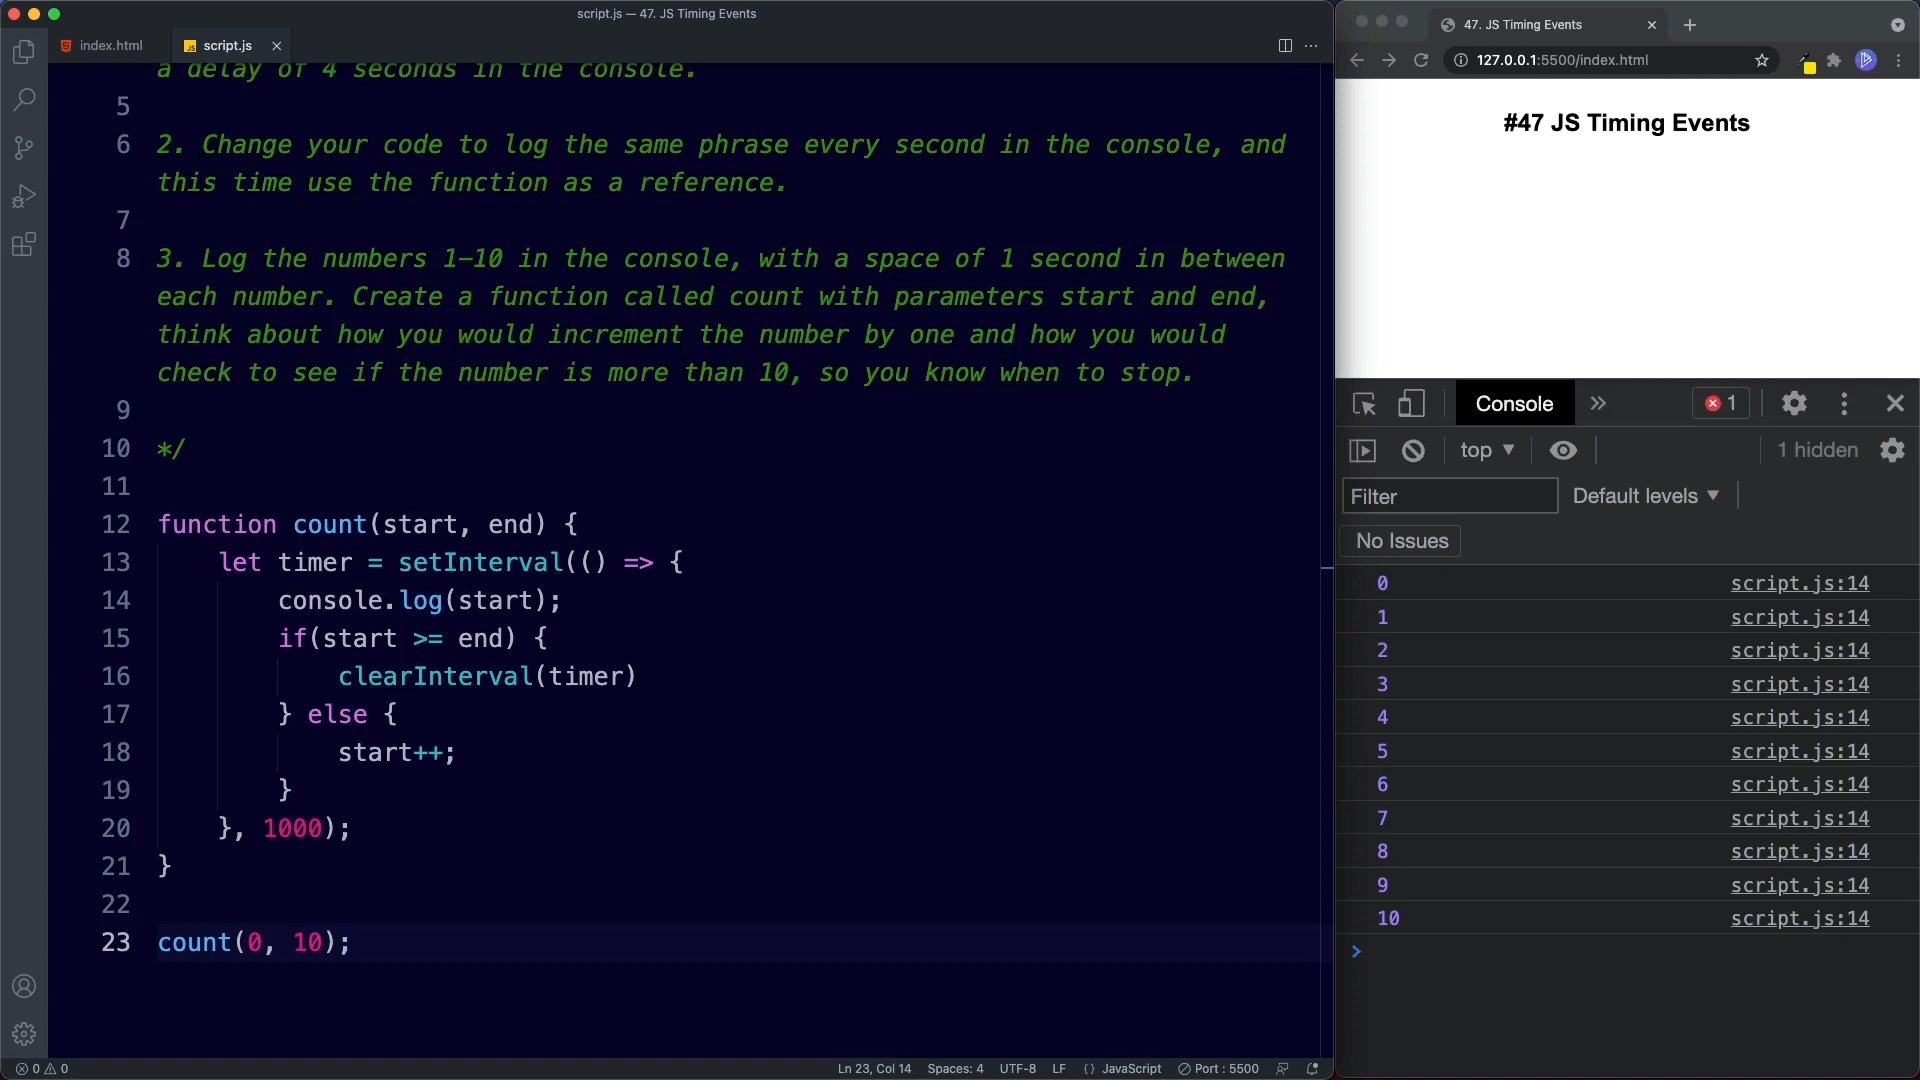 script.js — 47. JS Timing Events
index.html
script.js
a delay of 4 seconds in the console.
5
6 2. Change your code to log the same phrase every second in the console, and
this time use the function as a reference.
7
8 3. Log the numbers 1-10 in the console, with a space of 1 second in between
each number. Create a function called count with parameters start and end,
think about how you would increment the number by one and how you would
check to see if the number is more than 10, so you know when to stop.
9
10 */
11
12 function count(start, end) {
13 let timer = setInterval(() => {
14 console.log(start);
15 if(start >= end) {
16 clearInterval(timer)
17 } else {
18 start++;
19 }
20 }, 1000);
21 }
22
23 count(0, 10);
0 0
Ln 23, Col 14 Spaces: 4 UTF-8 LF {} JavaScript Port : 5500
47. JS Timing Events
127.0.0.1:5500/index.html
#47 JS Timing Events
Console
1
top
1 hidden
Filter
Default levels
No Issues
0 script.js:14
1 script.js:14
2 script.js:14
3 script.js:14
4 script.js:14
5 script.js:14
6 script.js:14
7 script.js:14
8 script.js:14
9 script.js:14
10 script.js:14